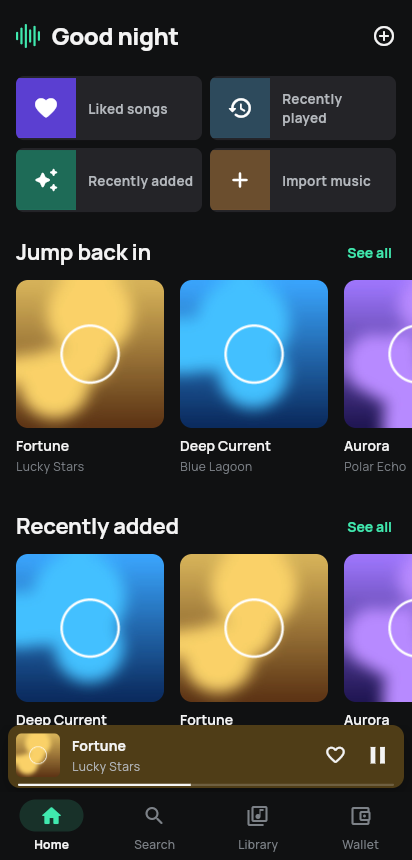 Good night
Liked songs
Recently
played
Recently added
Import music
Jump back in
See all
Fortune
Lucky Stars
Deep Current
Blue Lagoon
Aurora
Polar Echo
Recently added
See all
Deep Current
Fortune
Aurora
Fortune
Lucky Stars
Home
Search
Library
Wallet